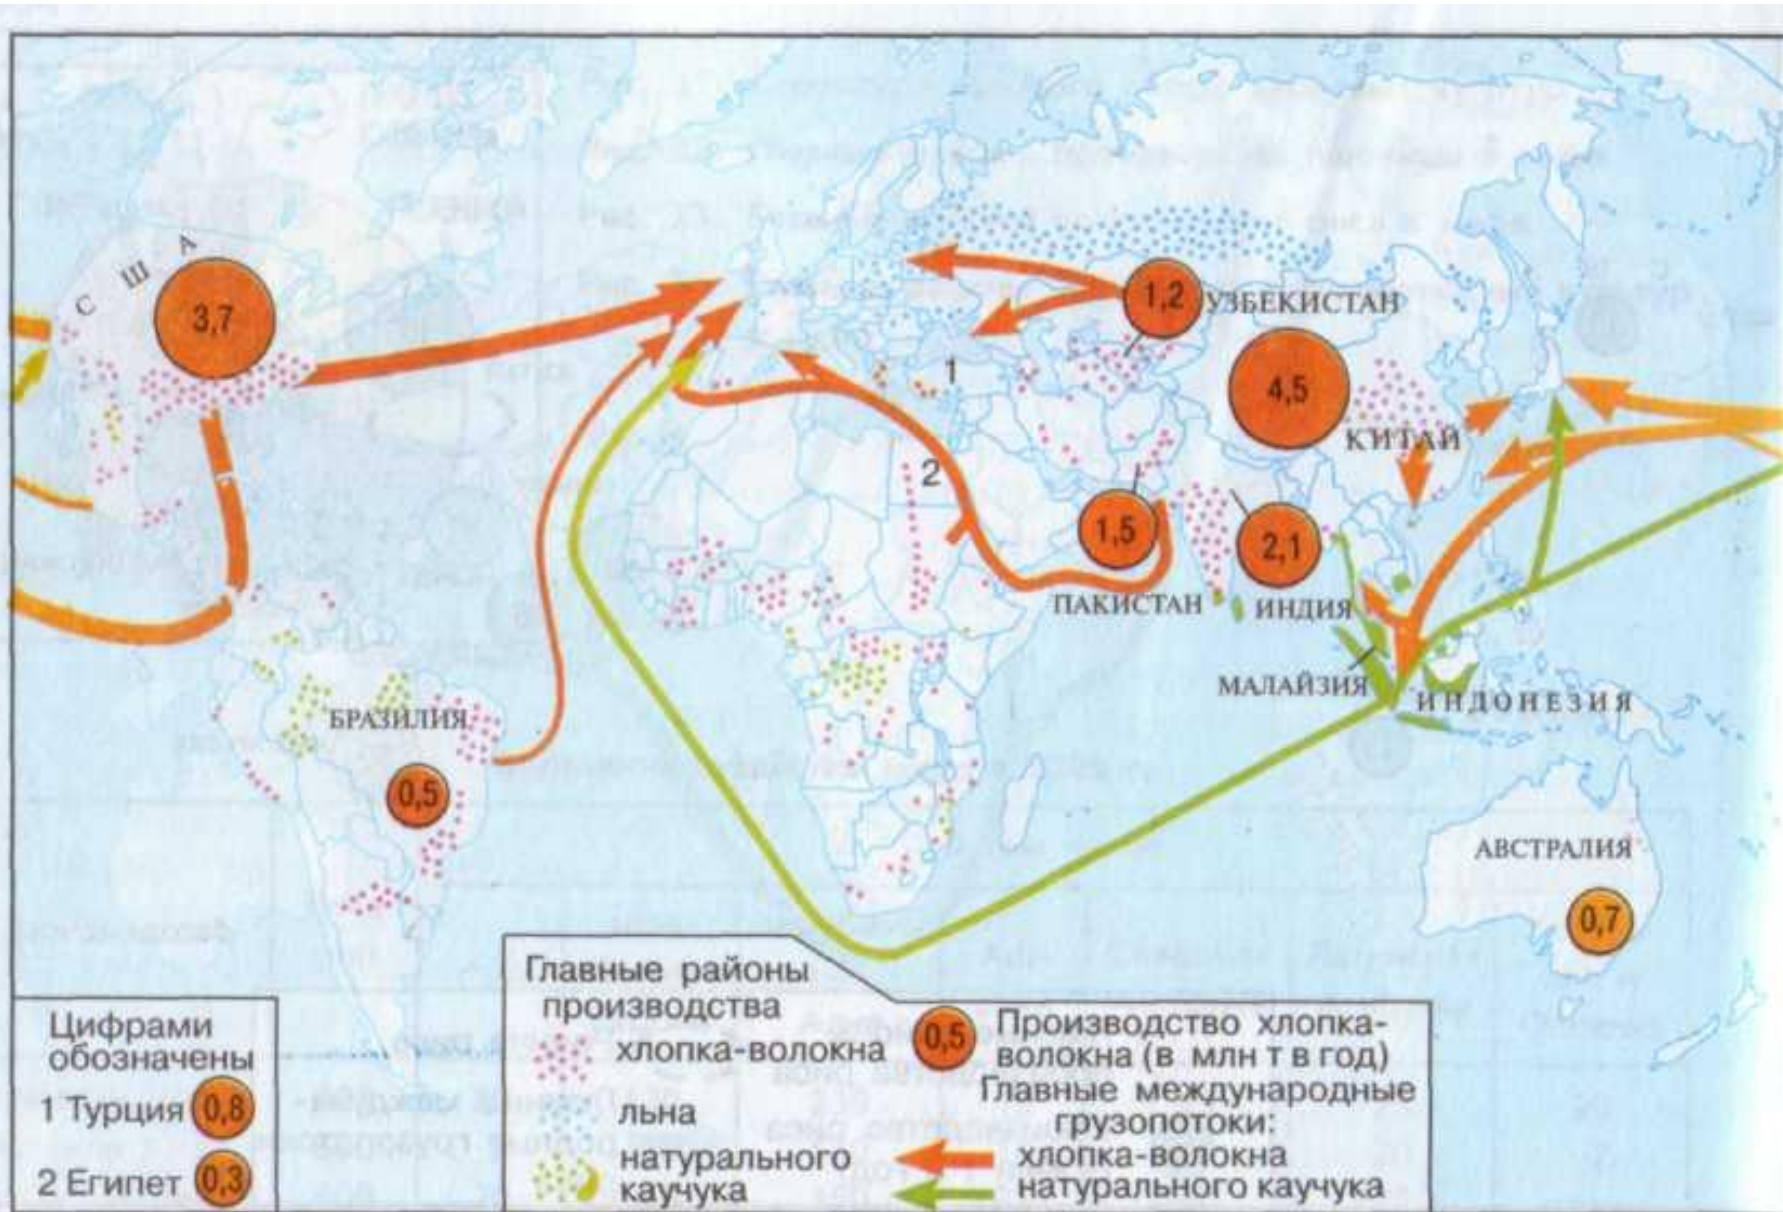 С Ш А
3,7
1,2
УЗБЕКИСТАН
4,5
1
КИТАЙ
2
1,5
2,1
ПАКИСТАН
ИНДИЯ
МАЛАЙЗИЯ
ИНДОНЕЗИЯ
БРАЗИЛИЯ
0,5
АВСТРАЛИЯ
0,7
Цифрами
обозначены
1 Турция 0,8
2 Египет 0,3
Главные районы
производства
хлопка-волокна
льна
натурального
каучука
0,5 Производство хлопка-
волокна (в млн т в год)
Главные международные
грузопотоки:
хлопка-волокна
натурального каучука